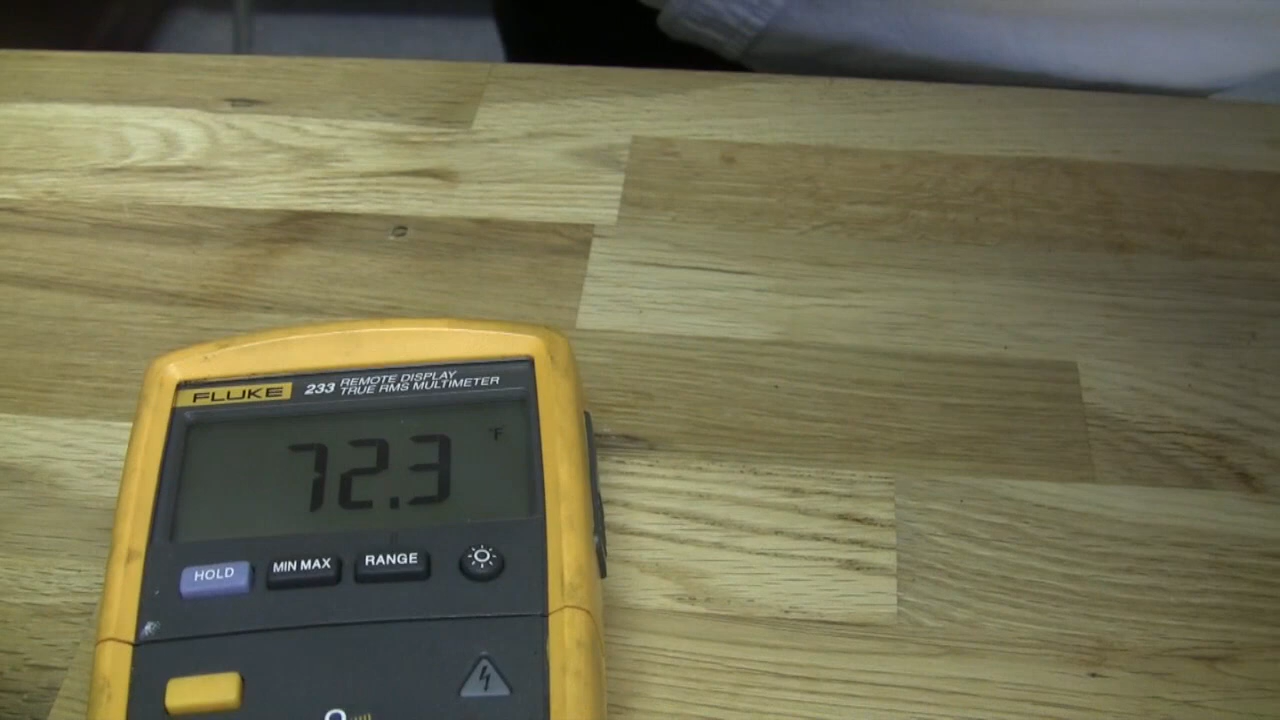 FLUKE 233 REMOTE DISPLAY
TRUE RMS MULTIMETER
°F
72.3
HOLD MIN MAX RANGE